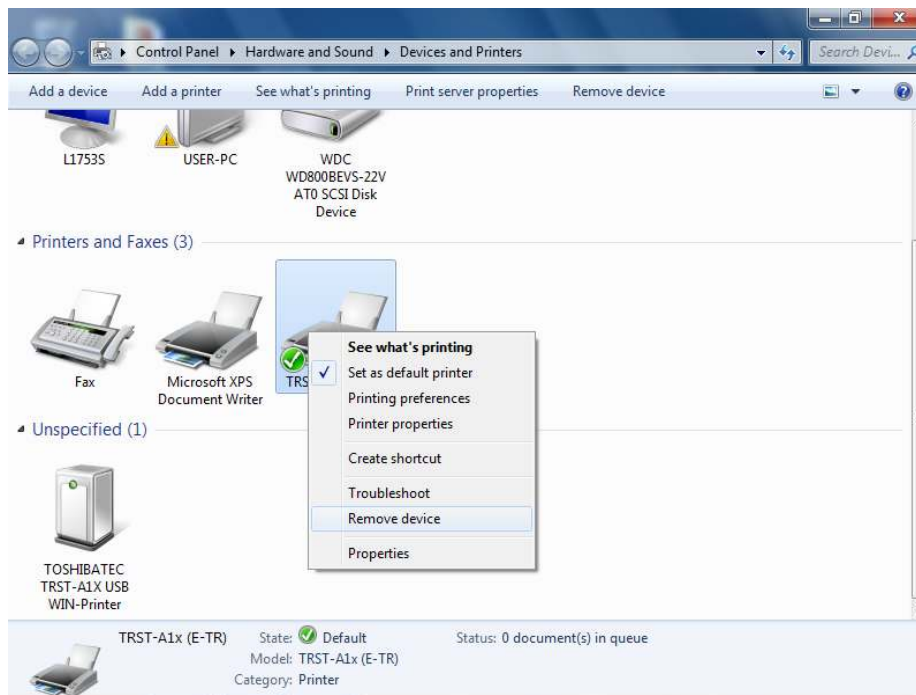 Control Panel ▸ Hardware and Sound ▸ Devices and Printers
Search Devi...
Add a device Add a printer See what's printing Print server properties Remove device
L1753S
USER-PC
WDC
WD800BEVS-22V
AT0 SCSI Disk
Device
Printers and Faxes (3)
Fax
Microsoft XPS
Document Writer
TRS
See what's printing
Set as default printer
Printing preferences
Printer properties
Create shortcut
Troubleshoot
Remove device
Properties
Unspecified (1)
TOSHIBATEC
TRST-A1X USB
WIN-Printer
TRST-A1x (E-TR) State: Default Status: 0 document(s) in queue
Model: TRST-A1x (E-TR)
Category: Printer